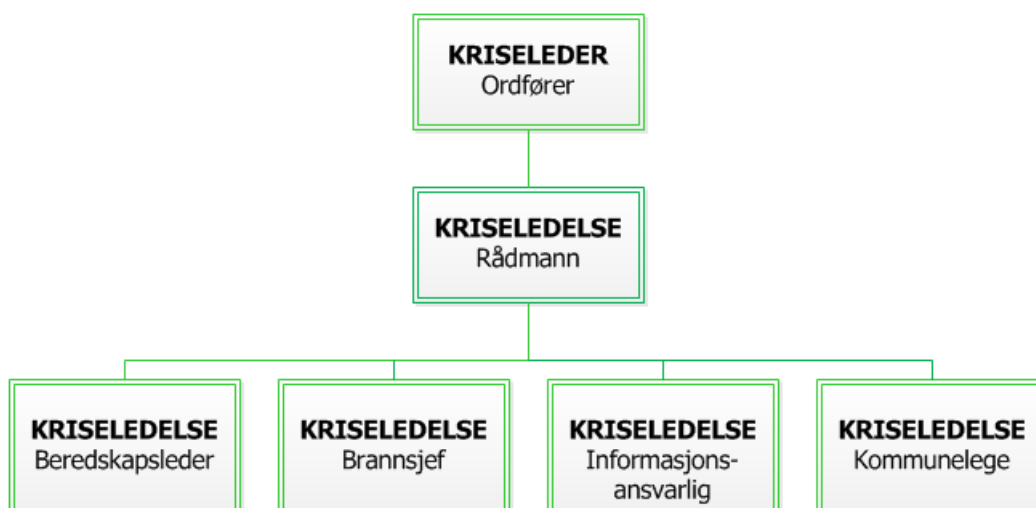 KRISELEDER
Ordfører
KRISELEDELSE
Rådmann
KRISELEDELSE
Beredskapsleder
KRISELEDELSE
Brannsjef
KRISELEDELSE
Informasjons-
ansvarlig
KRISELEDELSE
Kommunelege